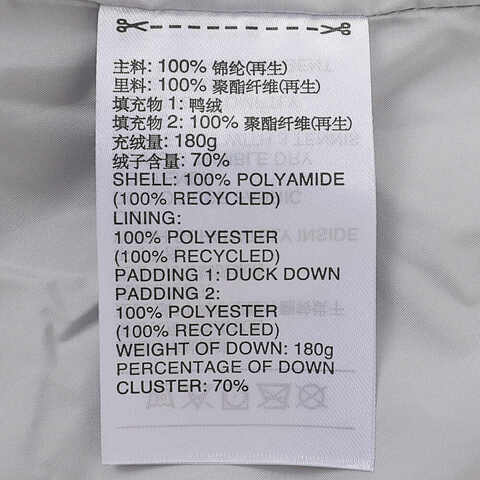 主料: 100% 锦纶(再生)
里料: 100% 聚酯纤维(再生)
填充物 1: 鸭绒
填充物 2: 100% 聚酯纤维(再生)
充绒量: 180g
绒子含量: 70%
SHELL: 100% POLYAMIDE
(100% RECYCLED)
LINING:
100% POLYESTER
(100% RECYCLED)
PADDING 1: DUCK DOWN
PADDING 2:
100% POLYESTER
(100% RECYCLED)
WEIGHT OF DOWN: 180g
PERCENTAGE OF DOWN
CLUSTER: 70%